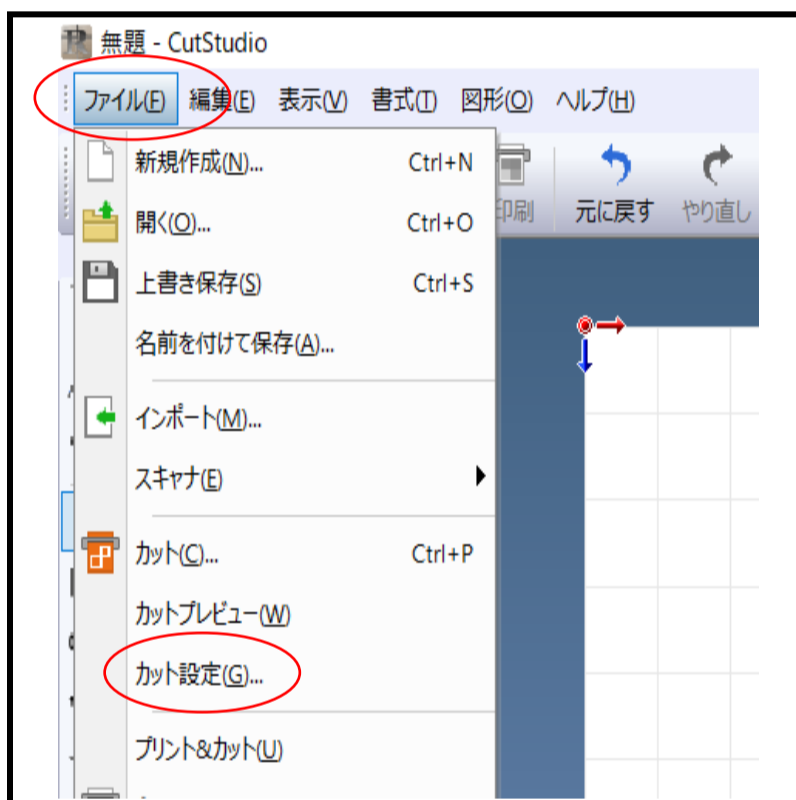 無題 - CutStudio
ファイル(F) 編集(E) 表示(V) 書式(T) 図形(O) ヘルプ(H)
新規作成(N)... Ctrl+N
印刷 元に戻す やり直し
開く(O)... Ctrl+O
上書き保存(S) Ctrl+S
名前を付けて保存(A)...
インポート(M)...
スキャナ(E)
カット(C)... Ctrl+P
カットプレビュー(W)
カット設定(G)...
プリント&カット(U)